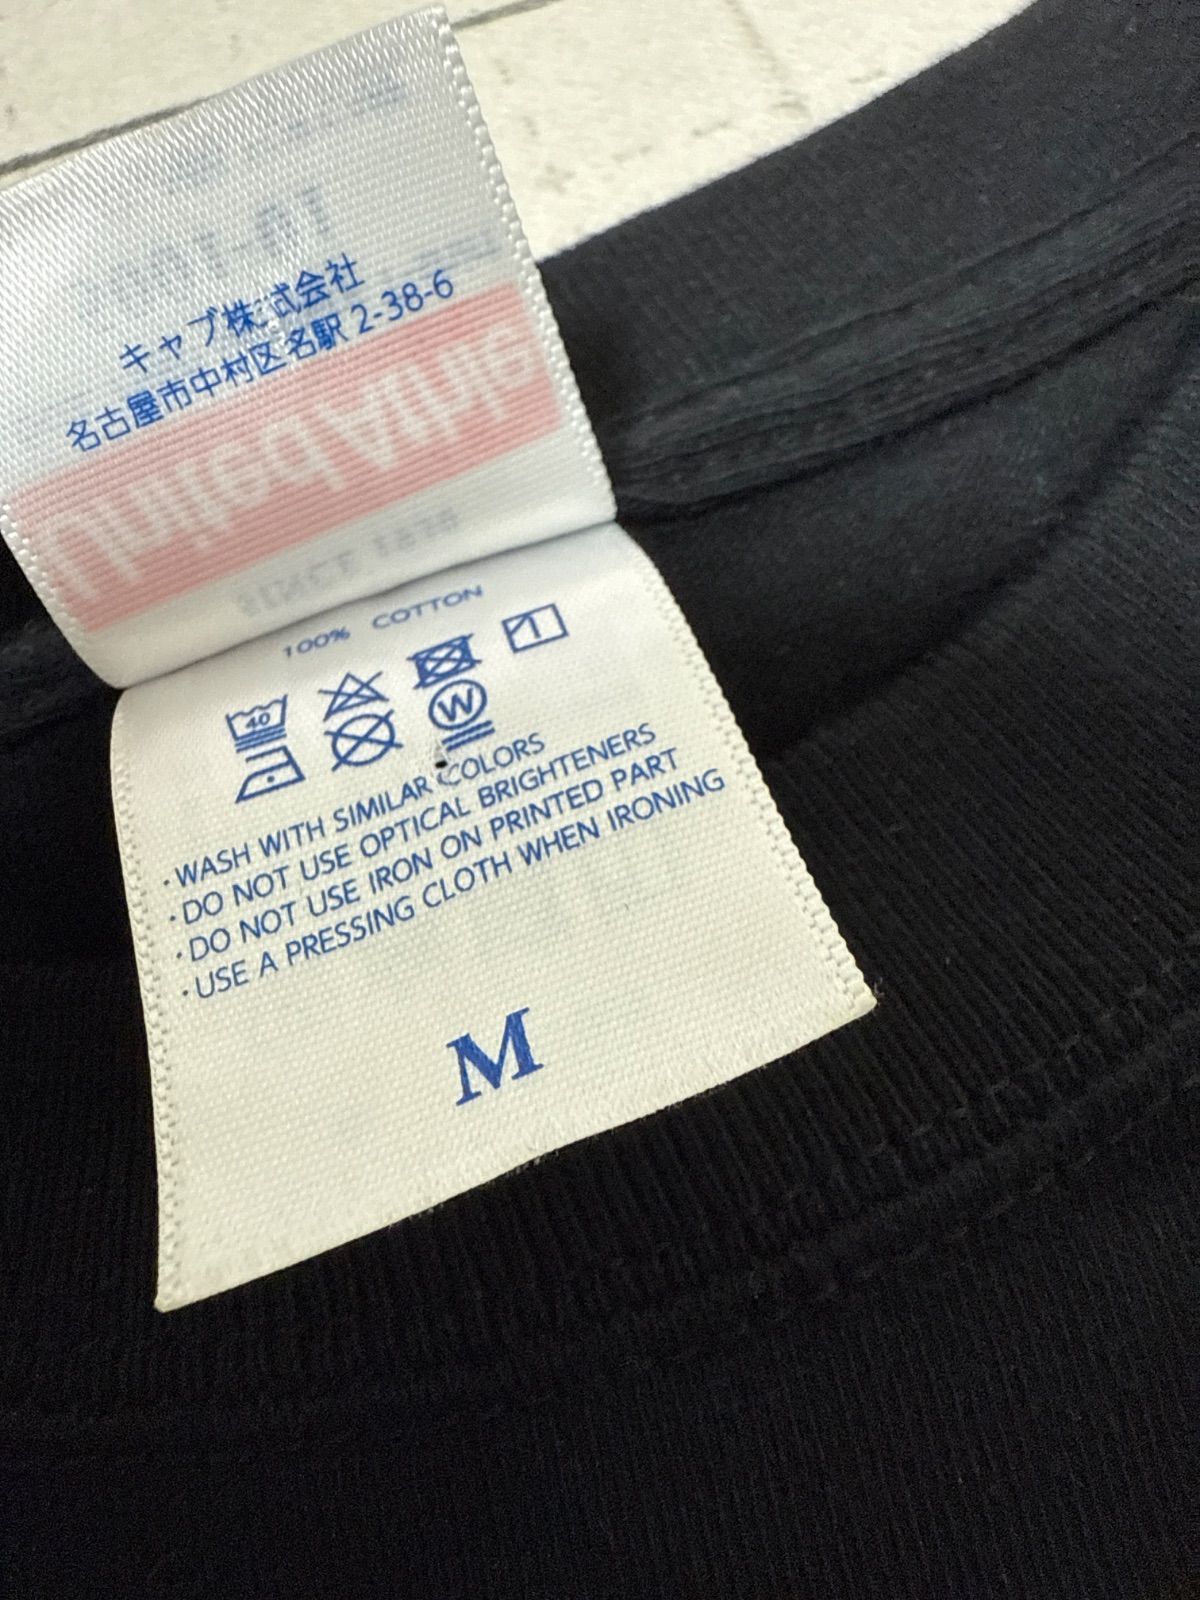 キャブ株式会社
名古屋市中村区名駅 2-38-6
100% COTTON
40
1
W
・WASH WITH SIMILAR COLORS
・DO NOT USE OPTICAL BRIGHTENERS
・DO NOT USE IRON ON PRINTED PART
・USE A PRESSING CLOTH WHEN IRONING
M